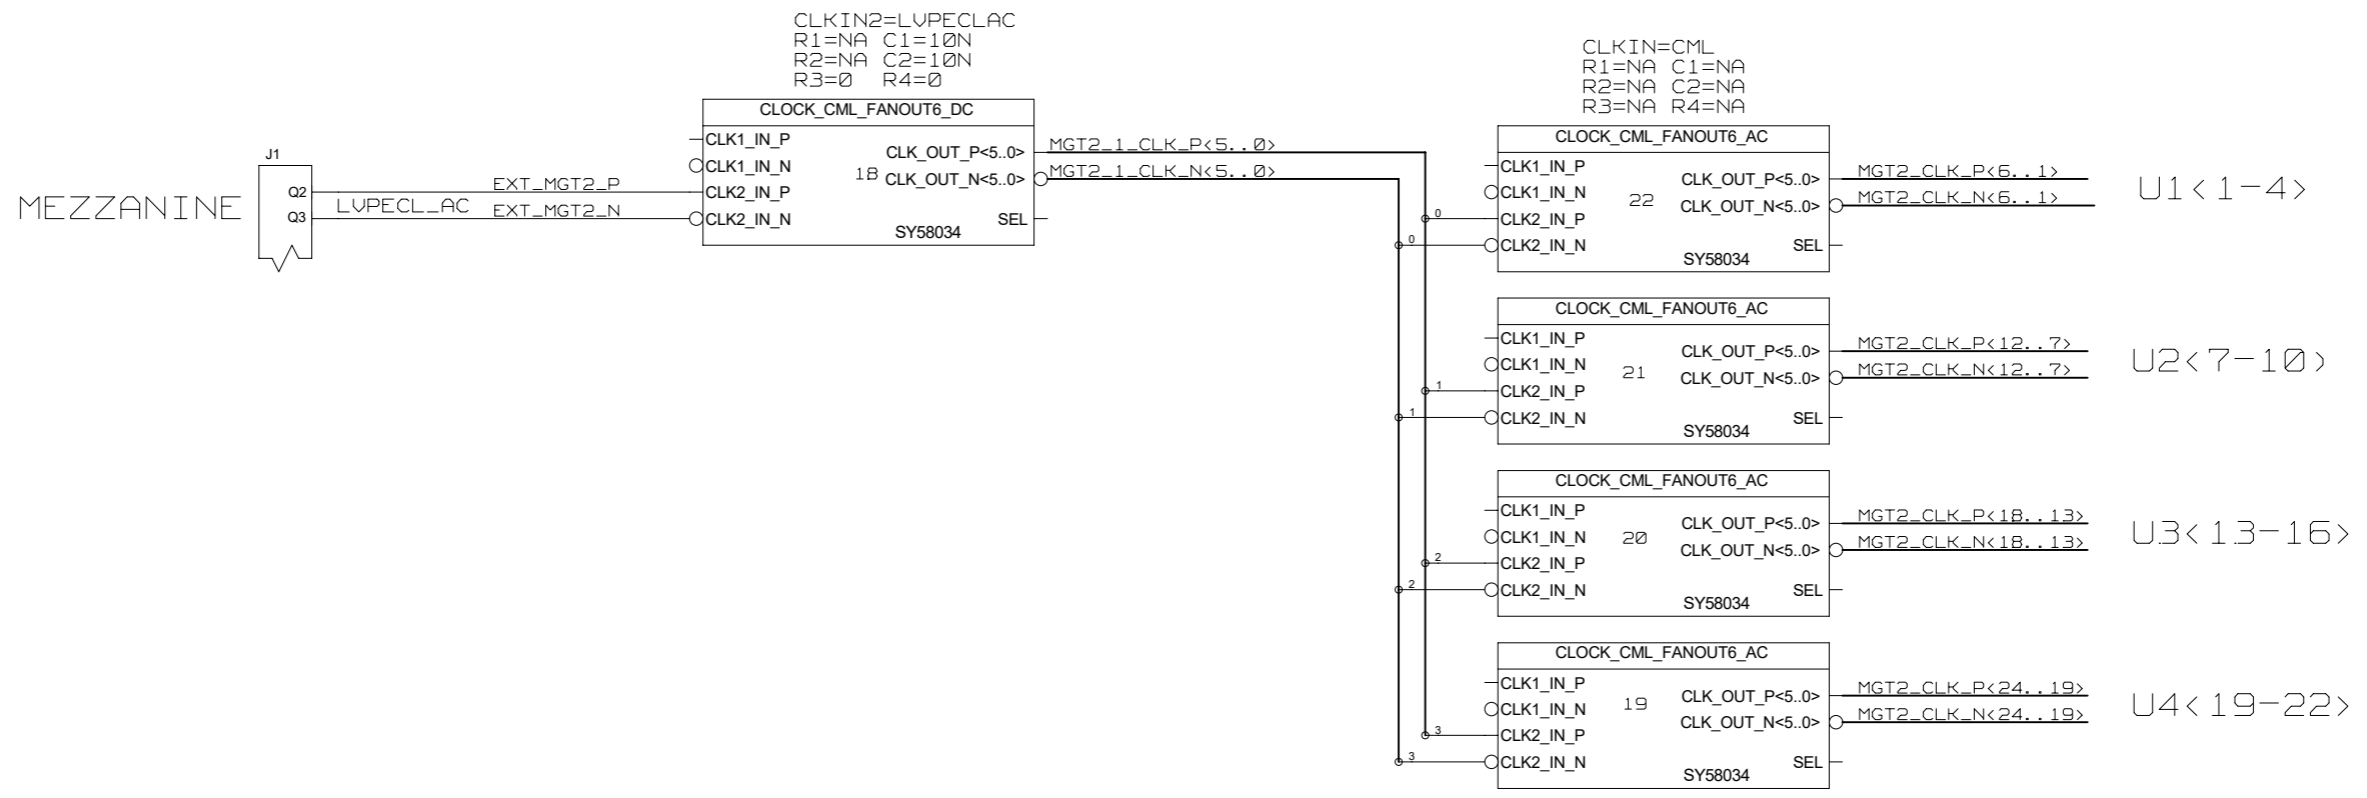 CLKIN2=LVPECLAC
R1=NA C1=10N
R2=NA C2=10N
R3=0 R4=0
CLOCK_CML_FANOUT6_DC
CLK1_IN_P
CLK1_IN_N
CLK2_IN_P
CLK2_IN_N
18
CLK_OUT_P<5..0>
CLK_OUT_N<5..0>
SEL
SY58034
MEZZANINE
J1
Q2
Q3
LVPECL_AC
EXT_MGT2_P
EXT_MGT2_N
MGT2_1_CLK_P<5..0>
MGT2_1_CLK_N<5..0>
CLKIN=CML
R1=NA C1=NA
R2=NA C2=NA
R3=NA R4=NA
CLOCK_CML_FANOUT6_AC
CLK1_IN_P
CLK1_IN_N
0 CLK2_IN_P
0 CLK2_IN_N
22
CLK_OUT_P<5..0>
CLK_OUT_N<5..0>
SEL
SY58034
MGT2_CLK_P<6..1>
MGT2_CLK_N<6..1>
U1<1-4>
CLOCK_CML_FANOUT6_AC
CLK1_IN_P
CLK1_IN_N
1 CLK2_IN_P
1 CLK2_IN_N
21
CLK_OUT_P<5..0>
CLK_OUT_N<5..0>
SEL
SY58034
MGT2_CLK_P<12..7>
MGT2_CLK_N<12..7>
U2<7-10)
CLOCK_CML_FANOUT6_AC
CLK1_IN_P
CLK1_IN_N
2 CLK2_IN_P
2 CLK2_IN_N
20
CLK_OUT_P<5..0>
CLK_OUT_N<5..0>
SEL
SY58034
MGT2_CLK_P<18..13>
MGT2_CLK_N<18..13>
U3<13-16>
CLOCK_CML_FANOUT6_AC
CLK1_IN_P
CLK1_IN_N
3 CLK2_IN_P
3 CLK2_IN_N
19
CLK_OUT_P<5..0>
CLK_OUT_N<5..0>
SEL
SY58034
MGT2_CLK_P<24..19>
MGT2_CLK_N<24..19>
U4<19-22>